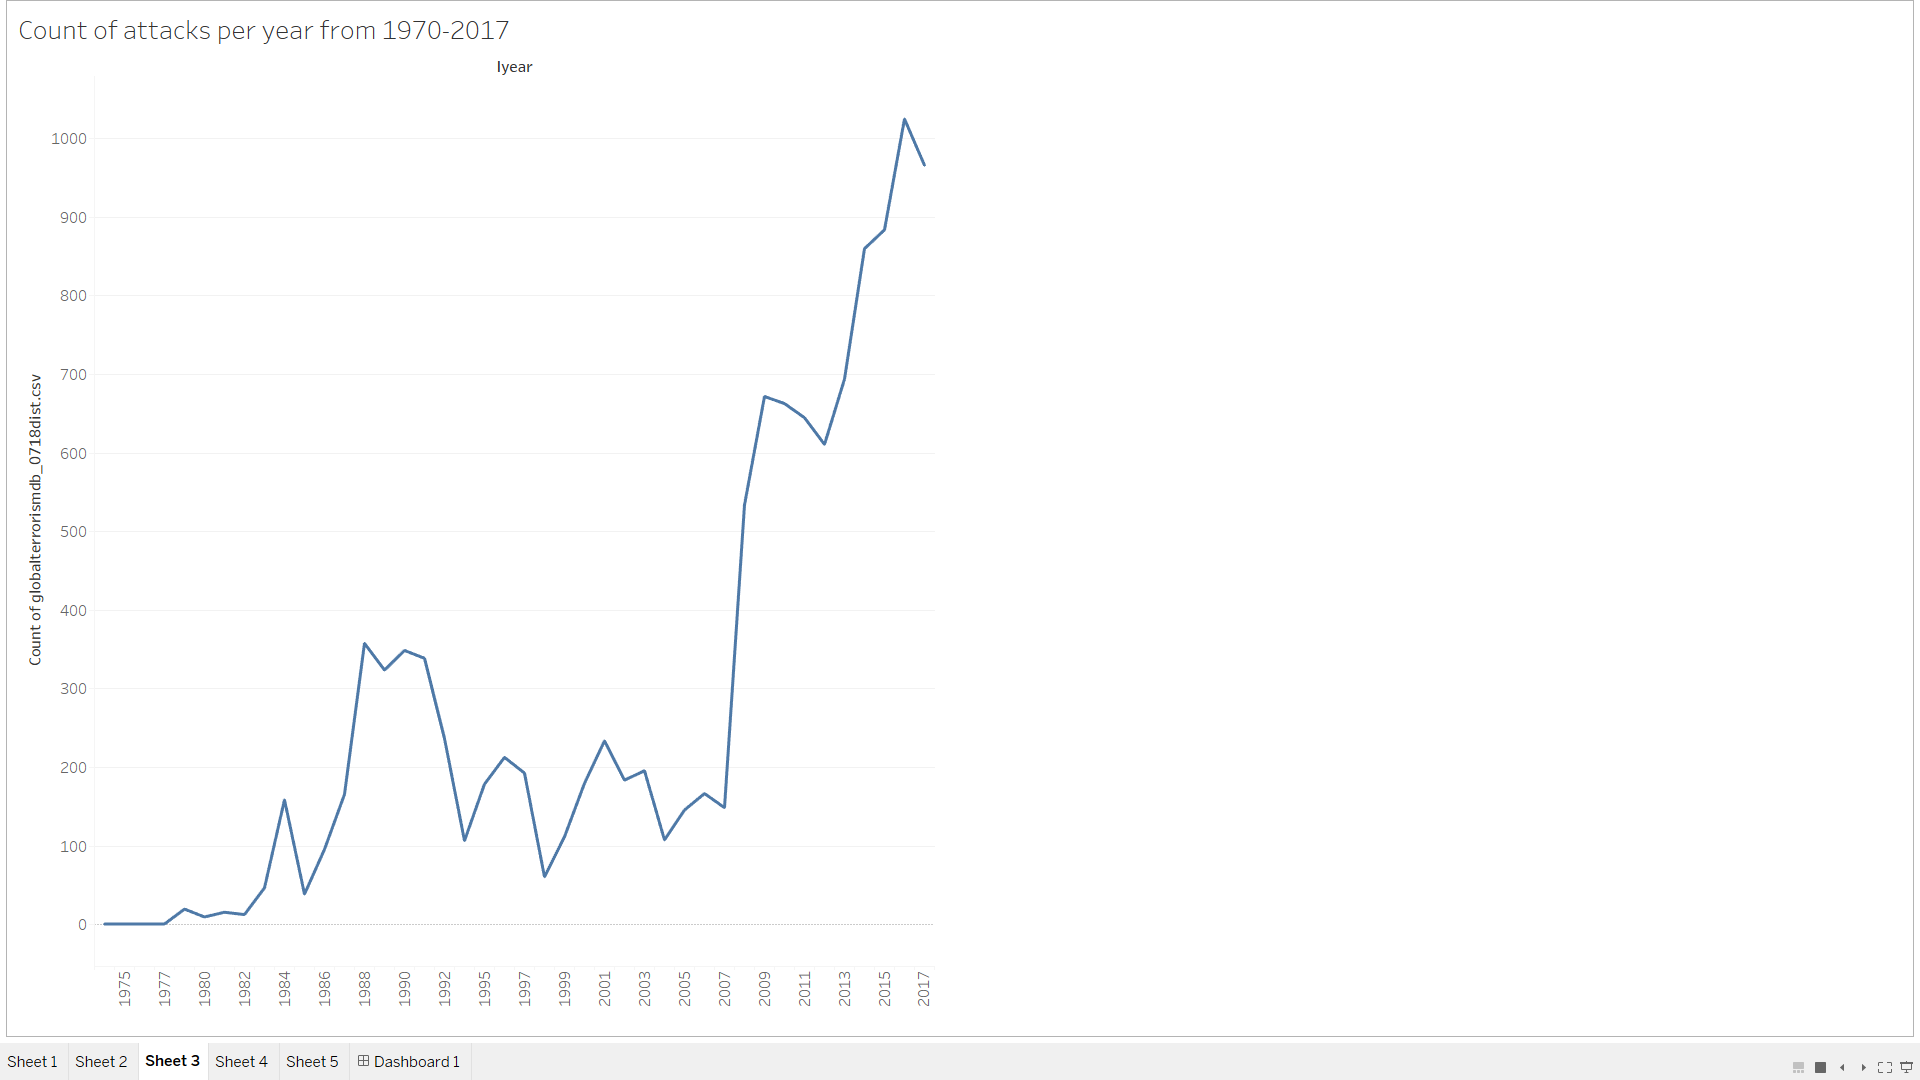 Count of attacks per year from 1970-2017
Iyear
Count of globalterrorismdb_0718dist.csv
1000
900
800
700
600
500
400
300
200
100
0
1975 1977 1980 1982 1984 1986 1988 1990 1992 1995 1997 1999 2001 2003 2005 2007 2009 2011 2013 2015 2017
Sheet 1 Sheet 2 Sheet 3 Sheet 4 Sheet 5 Dashboard 1